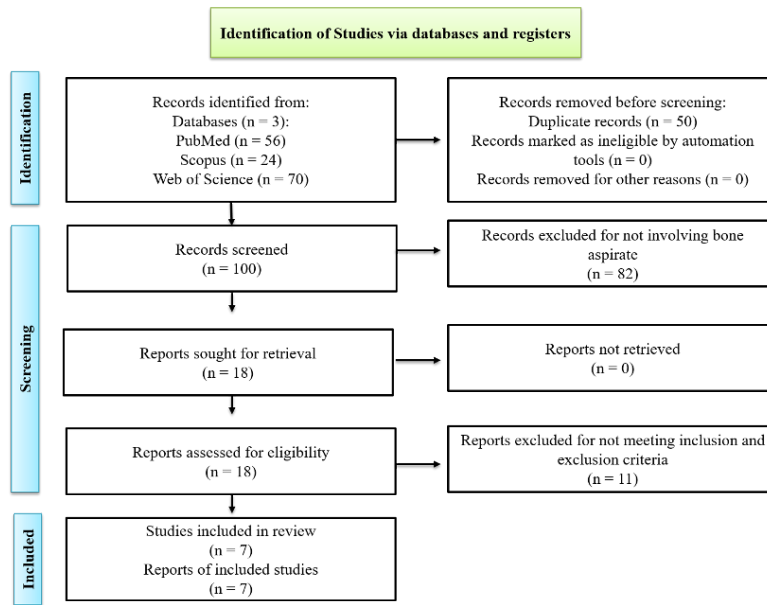 Identification of Studies via databases and registers
Identification
Records identified from:
Databases (n = 3):
PubMed (n = 56)
Scopus (n = 24)
Web of Science (n = 70)
Records removed before screening:
Duplicate records (n = 50)
Records marked as ineligible by automation
tools (n = 0)
Records removed for other reasons (n = 0)
Screening
Records screened
(n = 100)
Records excluded for not involving bone
aspirate
(n = 82)
Reports sought for retrieval
(n = 18)
Reports not retrieved
(n = 0)
Reports assessed for eligibility
(n = 18)
Reports excluded for not meeting inclusion and
exclusion criteria
(n = 11)
Included
Studies included in review
(n = 7)
Reports of included studies
(n = 7)